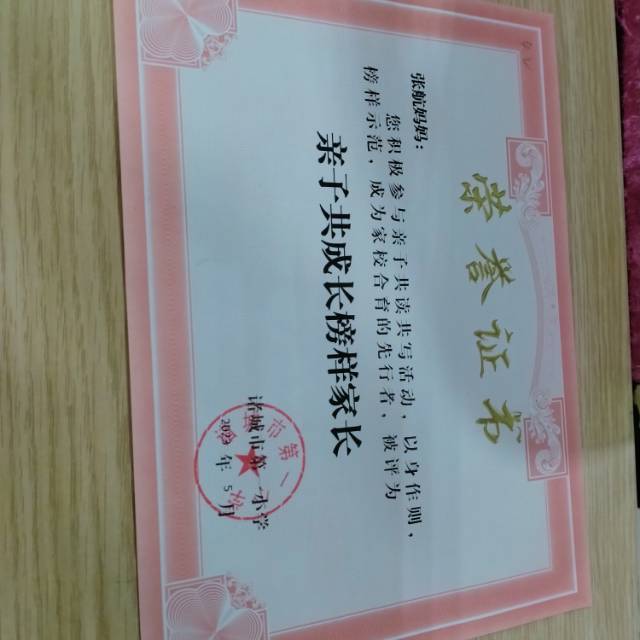 荣誉证书
张航妈妈:
您积极参与亲子共读共写活动,以身作则,
榜样示范,成为家校合育的先行者,被评为
亲子共成长榜样家长
诸城市第一小学
年 5 月